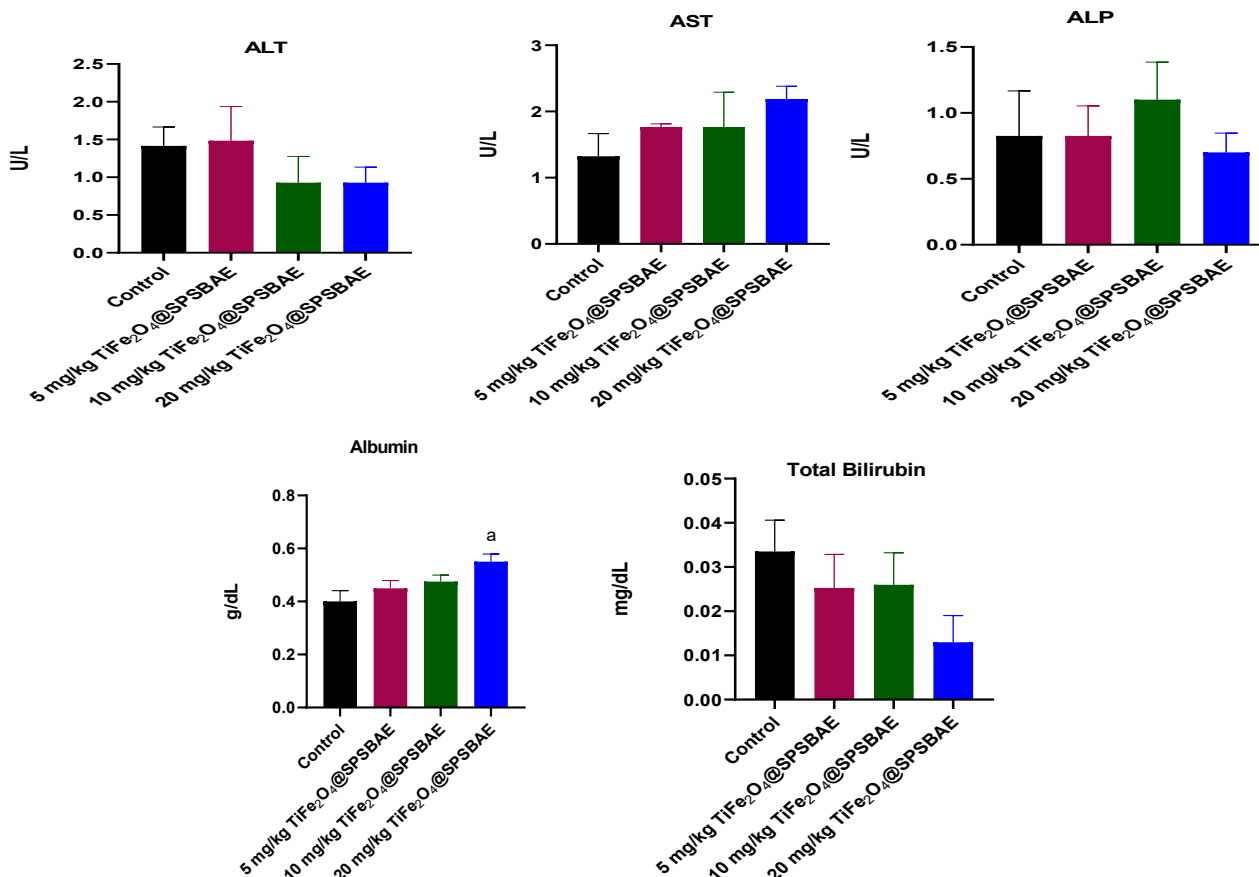 ALT
U/L
2.5
2.0
1.5
1.0
0.5
0.0
Control
5 mg/kg TiFe₂O₄@SPSBAE
10 mg/kg TiFe₂O₄@SPSBAE
20 mg/kg TiFe₂O₄@SPSBAE
AST
U/L
3
2
1
0
Control
5 mg/kg TiFe₂O₄@SPSBAE
10 mg/kg TiFe₂O₄@SPSBAE
20 mg/kg TiFe₂O₄@SPSBAE
ALP
U/L
1.5
1.0
0.5
0.0
Control
5 mg/kg TiFe₂O₄@SPSBAE
10 mg/kg TiFe₂O₄@SPSBAE
20 mg/kg TiFe₂O₄@SPSBAE
Albumin
g/dL
0.8
0.6
0.4
0.2
0.0
a
Control
5 mg/kg TiFe₂O₄@SPSBAE
10 mg/kg TiFe₂O₄@SPSBAE
20 mg/kg TiFe₂O₄@SPSBAE
Total Bilirubin
mg/dL
0.05
0.04
0.03
0.02
0.01
0.00
Control
5 mg/kg TiFe₂O₄@SPSBAE
10 mg/kg TiFe₂O₄@SPSBAE
20 mg/kg TiFe₂O₄@SPSBAE